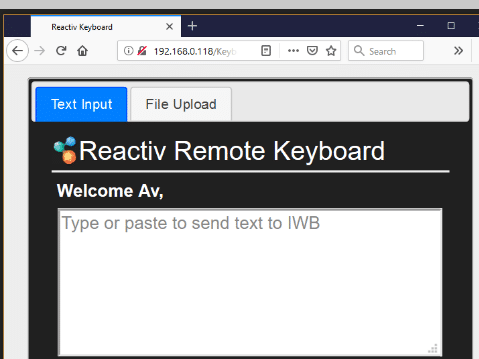 Reactiv Keyboard
192.168.0.118/Keyb
Search
Text Input
File Upload
Reactiv Remote Keyboard
Welcome Av,
Type or paste to send text to IWB